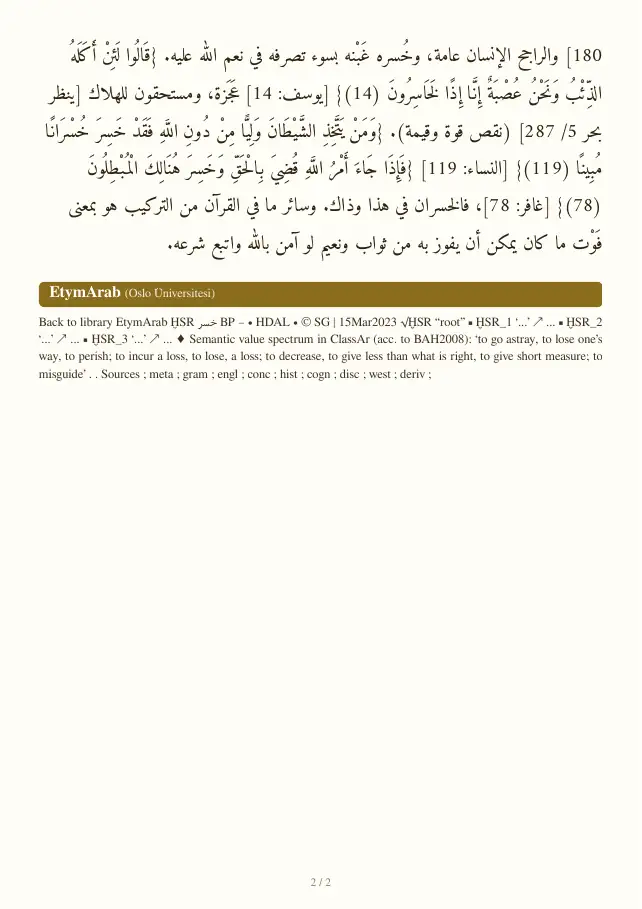 180] والراجح الإنسان عامة، وخُسره غَبْنه بسوء تصرفه في نعم الله عليه. {قَالُوا لَئِنْ أَكَلَهُ
الذِّئْبُ وَنَحْنُ عُصْبَةٌ إِنَّا إِذًا لَخَاسِرُونَ (14)} [يوسف: 14] عَجَزة، ومستحقون للهلاك [ينظر
بحر 5/ 287] (نقص قوة وقيمة). {وَمَنْ يَتَّخِذِ الشَّيْطَانَ وَلِيًّا مِنْ دُونِ اللَّهِ فَقَدْ خَسِرَ خُسْرَانًا
مُبِينًا (119)} [النساء: 119] {فَإِذَا جَاءَ أَمْرُ اللَّهِ قُضِيَ بِالْحَقِّ وَخَسِرَ هُنَالِكَ الْمُبْطِلُونَ
(78)} [غافر: 78]، فالخسران في هذا وذاك. وسائر ما في القرآن من التركيب هو بمعنى
فَوْت ما كان يمكن أن يفوز به من ثواب ونعيم لو آمن بالله واتبع شرعه.
EtymArab (Oslo Üniversitesi)
Back to library EtymArab ḪSR خسر BP – • HDAL • © SG | 15Mar2023 √ḪSR “root” ▪ ḪSR_1 ‘...’ ↗ ... ▪ ḪSR_2
‘...’ ↗ ... ▪ ḪSR_3 ‘...’ ↗ ... ♦ Semantic value spectrum in ClassAr (acc. to BAH2008): ‘to go astray, to lose one’s
way, to perish; to incur a loss, to lose, a loss; to decrease, to give less than what is right, to give short measure; to
misguide’ . . Sources ; meta ; gram ; engl ; conc ; hist ; cogn ; disc ; west ; deriv ;
2 / 2